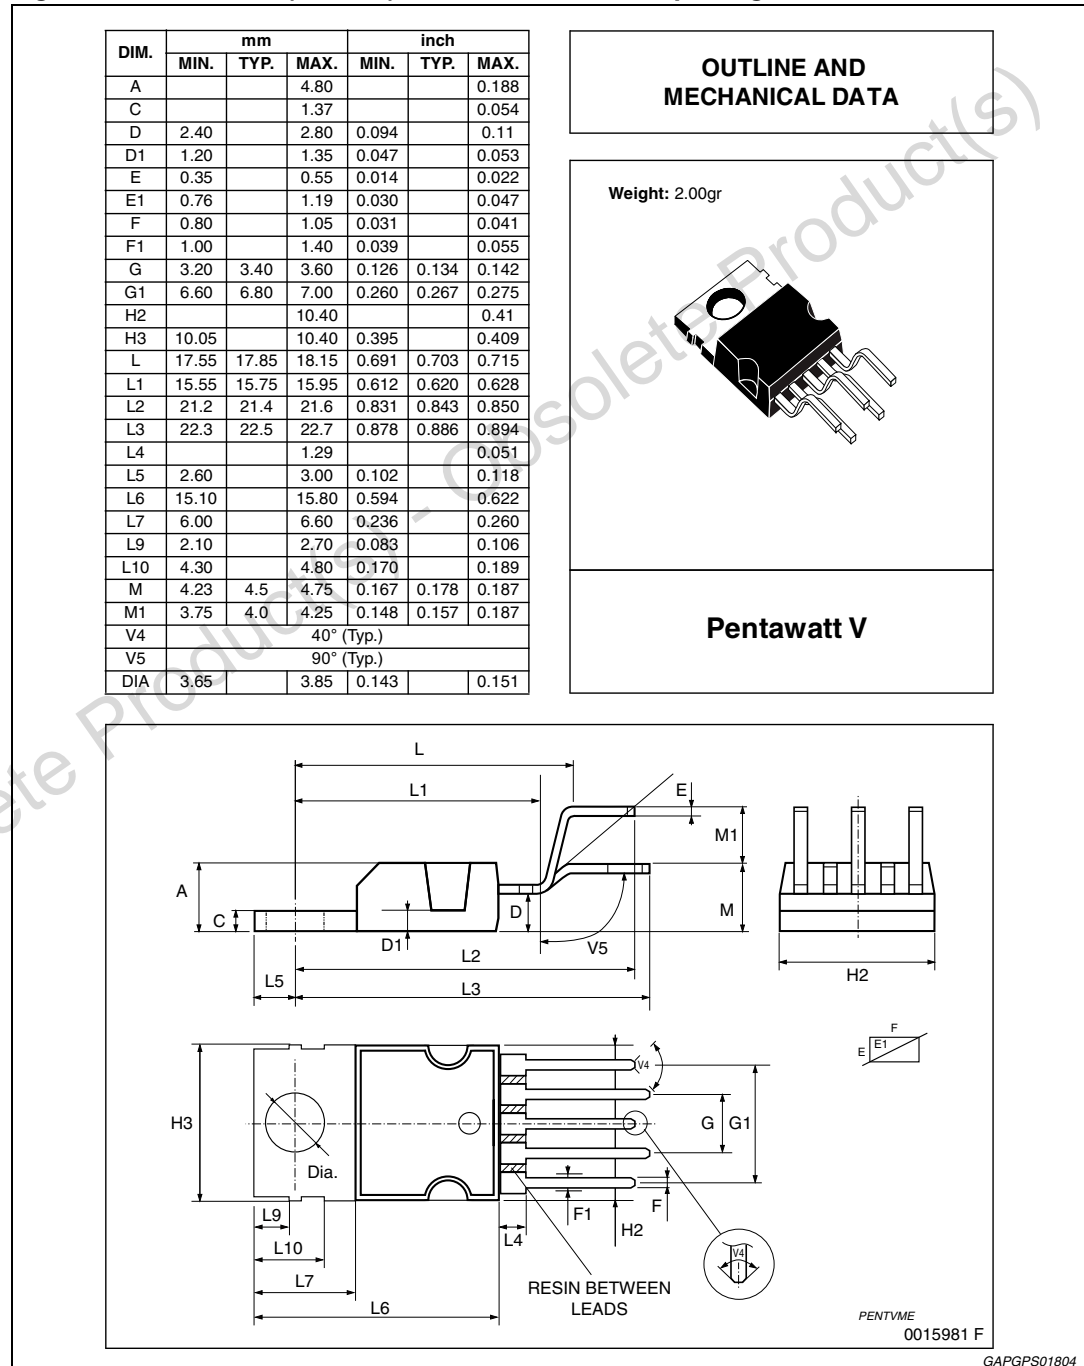 DIM. mm inch
MIN. TYP. MAX. MIN. TYP. MAX.
A 4.80 0.188
C 1.37 0.054
D 2.40 2.80 0.094 0.11
D1 1.20 1.35 0.047 0.053
E 0.35 0.55 0.014 0.022
E1 0.76 1.19 0.030 0.047
F 0.80 1.05 0.031 0.041
F1 1.00 1.40 0.039 0.055
G 3.20 3.40 3.60 0.126 0.134 0.142
G1 6.60 6.80 7.00 0.260 0.267 0.275
H2 10.40 0.41
H3 10.05 10.40 0.395 0.409
L 17.55 17.85 18.15 0.691 0.703 0.715
L1 15.55 15.75 15.95 0.612 0.620 0.628
L2 21.2 21.4 21.6 0.831 0.843 0.850
L3 22.3 22.5 22.7 0.878 0.886 0.894
L4 1.29 0.051
L5 2.60 3.00 0.102 0.118
L6 15.10 15.80 0.594 0.622
L7 6.00 6.60 0.236 0.260
L9 2.10 2.70 0.083 0.106
L10 4.30 4.80 0.170 0.189
M 4.23 4.5 4.75 0.167 0.178 0.187
M1 3.75 4.0 4.25 0.148 0.157 0.187
V4 40° (Typ.)
V5 90° (Typ.)
DIA 3.65 3.85 0.143 0.151
OUTLINE AND
MECHANICAL DATA
Weight: 2.00gr
Pentawatt V
Product(s) - Obsolete Product(s)
L
L1
E
M1
A
C
D
M
D1
V5
L2
L5
L3
H2
F
E E1
V4
H3
G G1
Dia.
L9
F1
F
L4
H2
L10
V4
L7
RESIN BETWEEN
LEADS
L6
PENTVME
0015981 F
GAPGPS01804